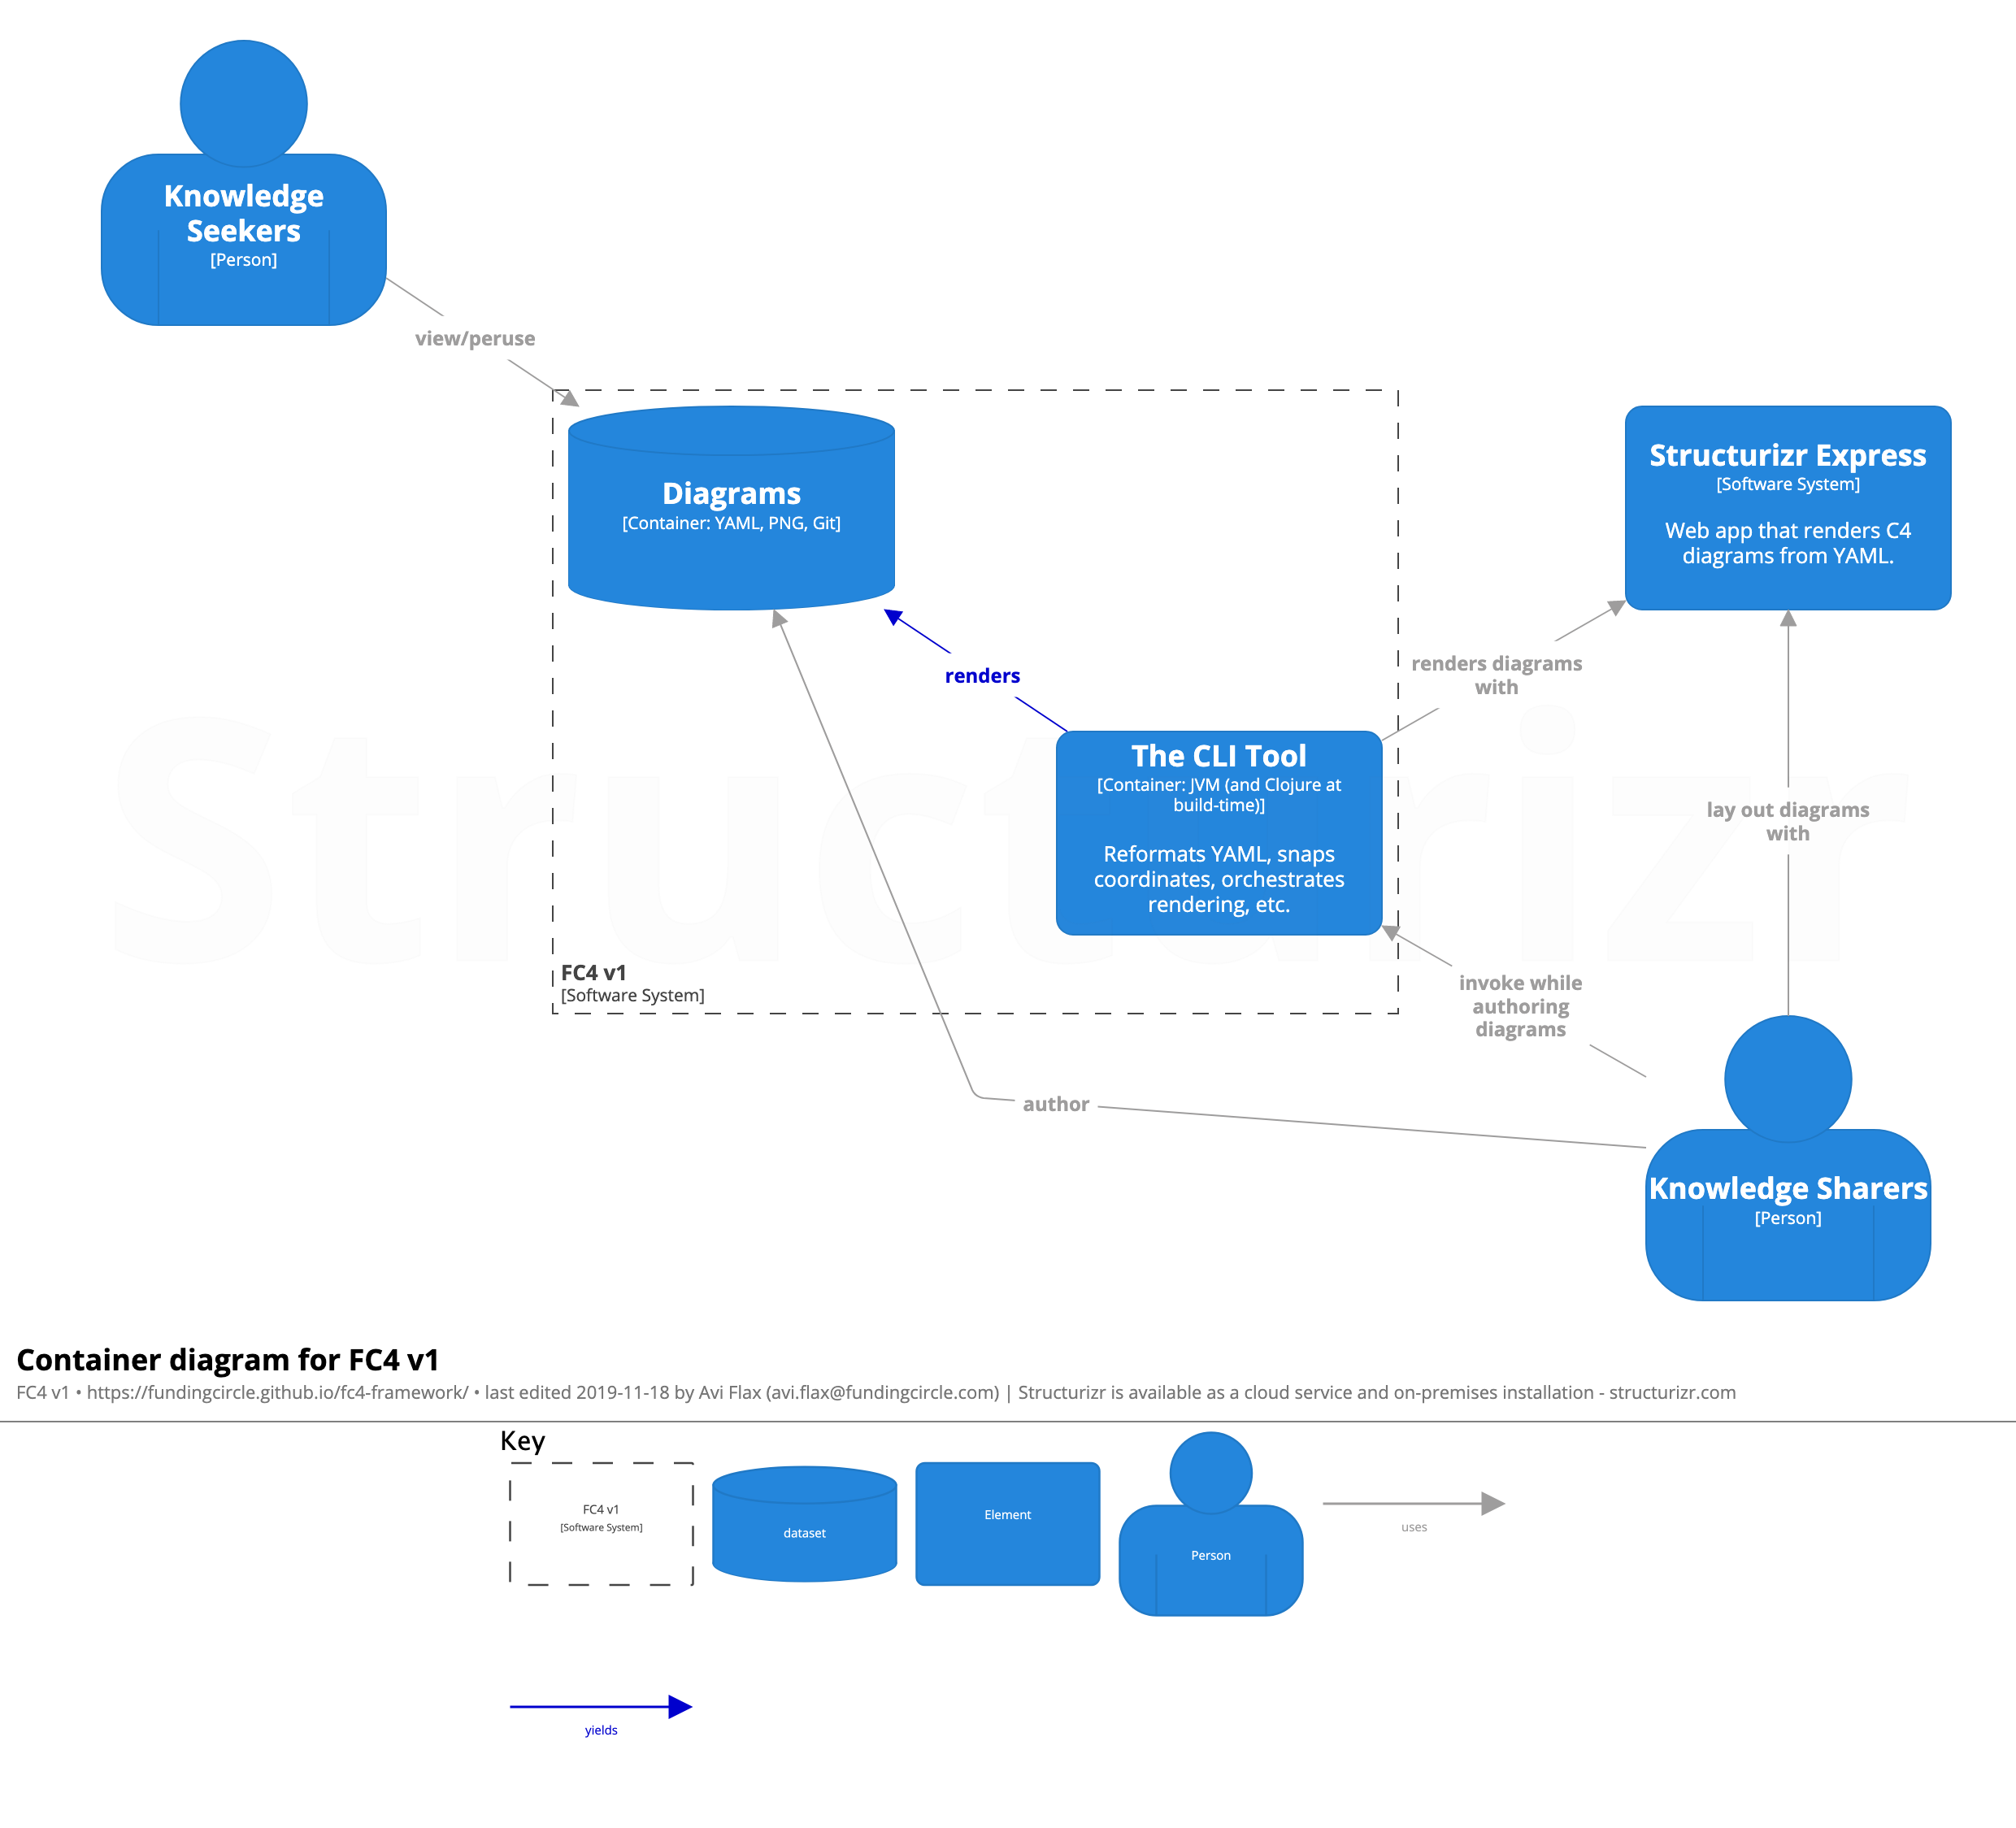 Knowledge
Seekers
[Person]
view/peruse
Diagrams
[Container: YAML, PNG, Git]
Structurizr Express
[Software System]
Web app that renders C4
diagrams from YAML.
renders
renders diagrams
with
The CLI Tool
[Container: JVM (and Clojure at
build-time)]
Reformats YAML, snaps
coordinates, orchestrates
rendering, etc.
lay out diagrams
with
Structurizr
FC4 v1
[Software System]
invoke while
authoring
diagrams
author
Knowledge Sharers
[Person]
Container diagram for FC4 v1
FC4 v1 • https://fundingcircle.github.io/fc4-framework/ • last edited 2019-11-18 by Avi Flax (avi.flax@fundingcircle.com) | Structurizr is available as a cloud service and on-premises installation - structurizr.com
Key
FC4 v1
[Software System]
dataset
Element
Person
uses
yields